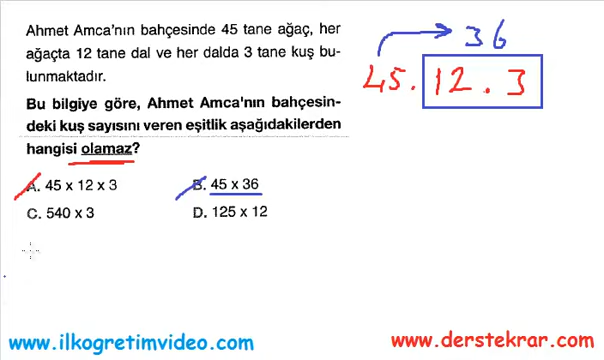 Ahmet Amca'nın bahçesinde 45 tane ağaç, her
ağaçta 12 tane dal ve her dalda 3 tane kuş bu-
lunmaktadır.
Bu bilgiye göre, Ahmet Amca'nın bahçesin-
deki kuş sayısını veren eşitlik aşağıdakilerden
hangisi olamaz?
A. 45 x 12 x 3
B. 45 x 36
C. 540 x 3
D. 125 x 12
36
45. 12 . 3
www.ilkogretimvideo.com
www.derstekrar.com